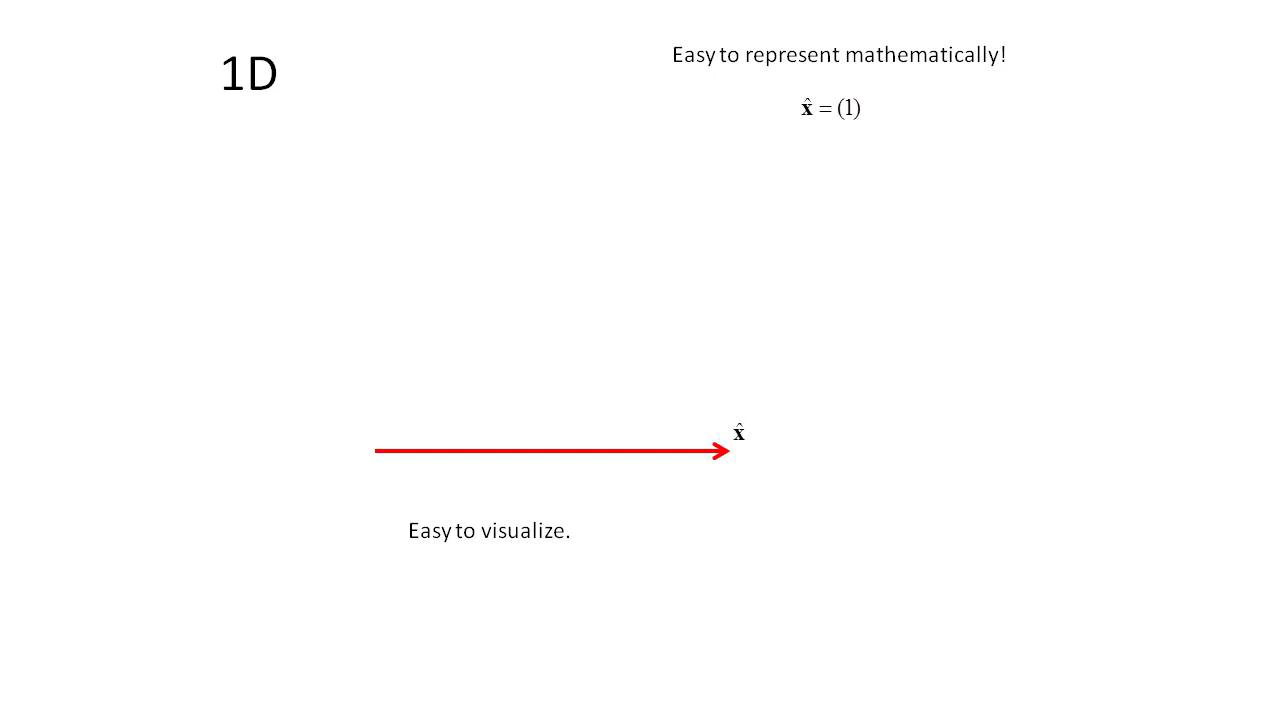 1D
Easy to represent mathematically!
x̂ = (1)
x̂
Easy to visualize.